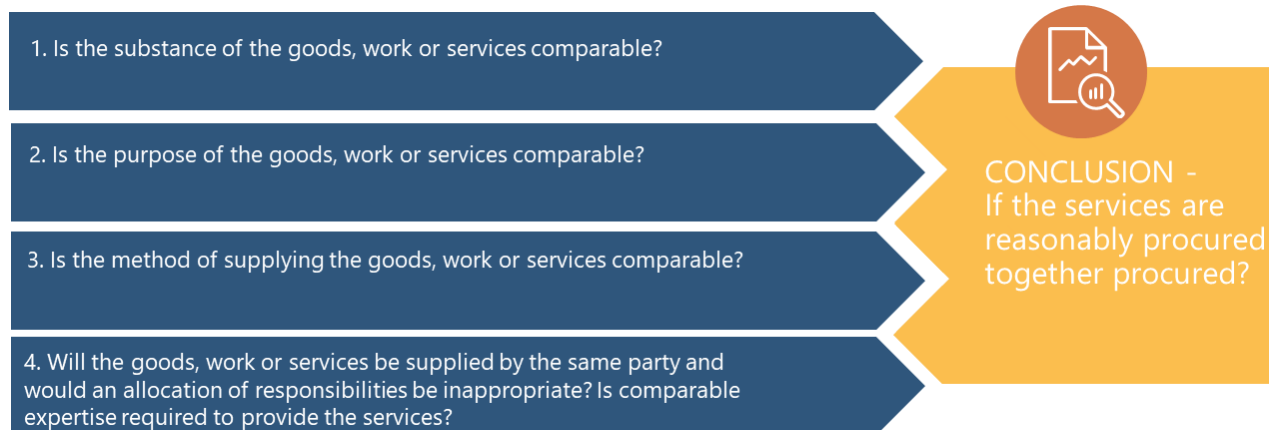 1. Is the substance of the goods, work or services comparable?
2. Is the purpose of the goods, work or services comparable?
3. Is the method of supplying the goods, work or services comparable?
4. Will the goods, work or services be supplied by the same party and
would an allocation of responsibilities be inappropriate? Is comparable
expertise required to provide the services?
CONCLUSION -
If the services are
reasonably procured
together procured?